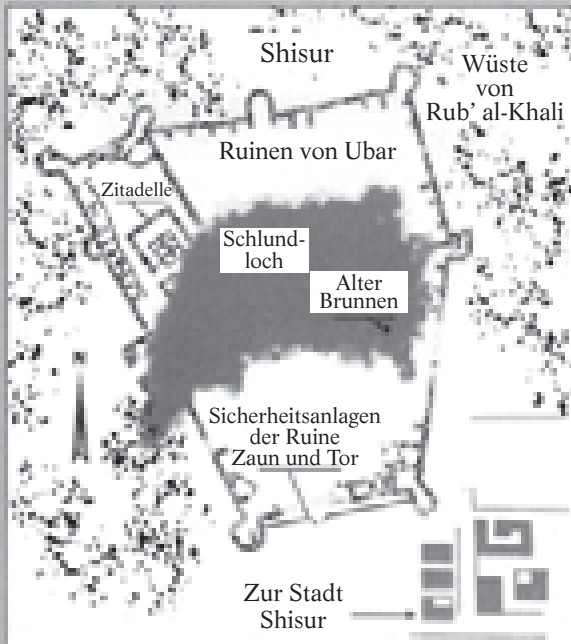 Shisur
Wüste
von
Rub' al-Khali
Ruinen von Ubar
Zitadelle
Schlund-
loch
Alter
Brunnen
Sicherheitsanlagen
der Ruine
Zaun und Tor
Zur Stadt
Shisur